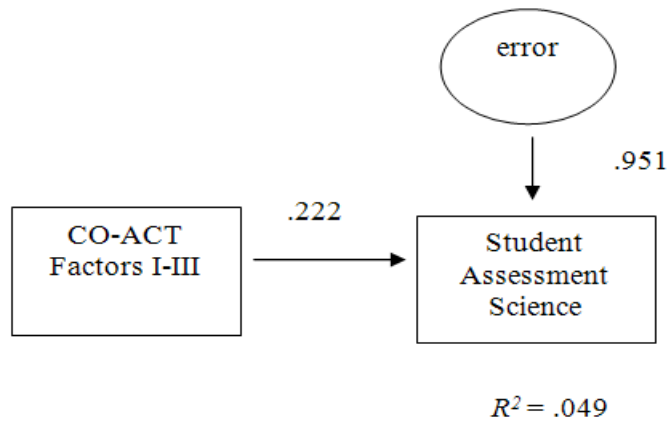 error
.951
.222
CO-ACT
Factors I-III
Student
Assessment
Science
R² = .049